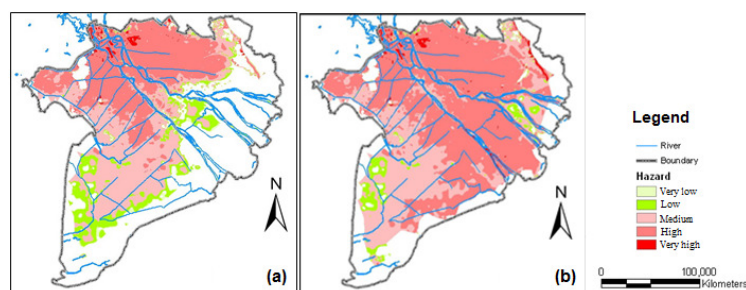 N
(a)
N
(b)
Legend
River
Boundary
Hazard
Very low
Low
Medium
High
Very high
0 100,000
Kilometers